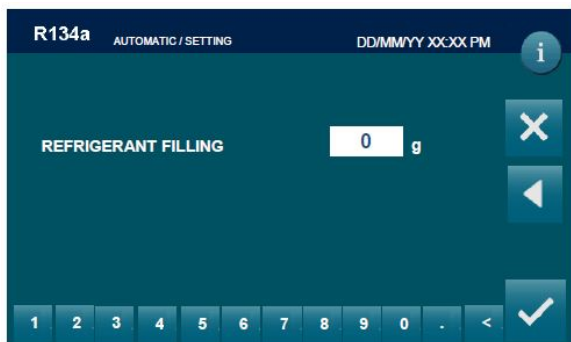 R134a AUTOMATIC / SETTING DD/MM/YY XX:XX PM i
REFRIGERANT FILLING 0 g
1 2 3 4 5 6 7 8 9 0 . <